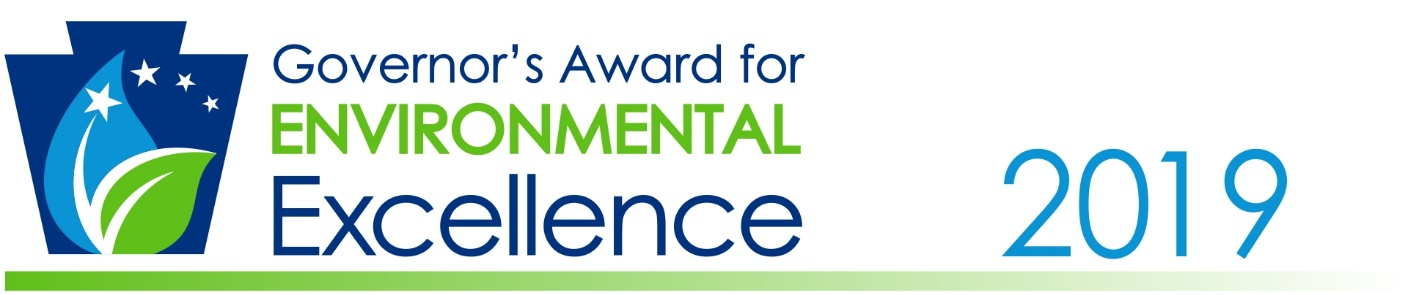 Governor's Award for
ENVIRONMENTAL
Excellence
2019